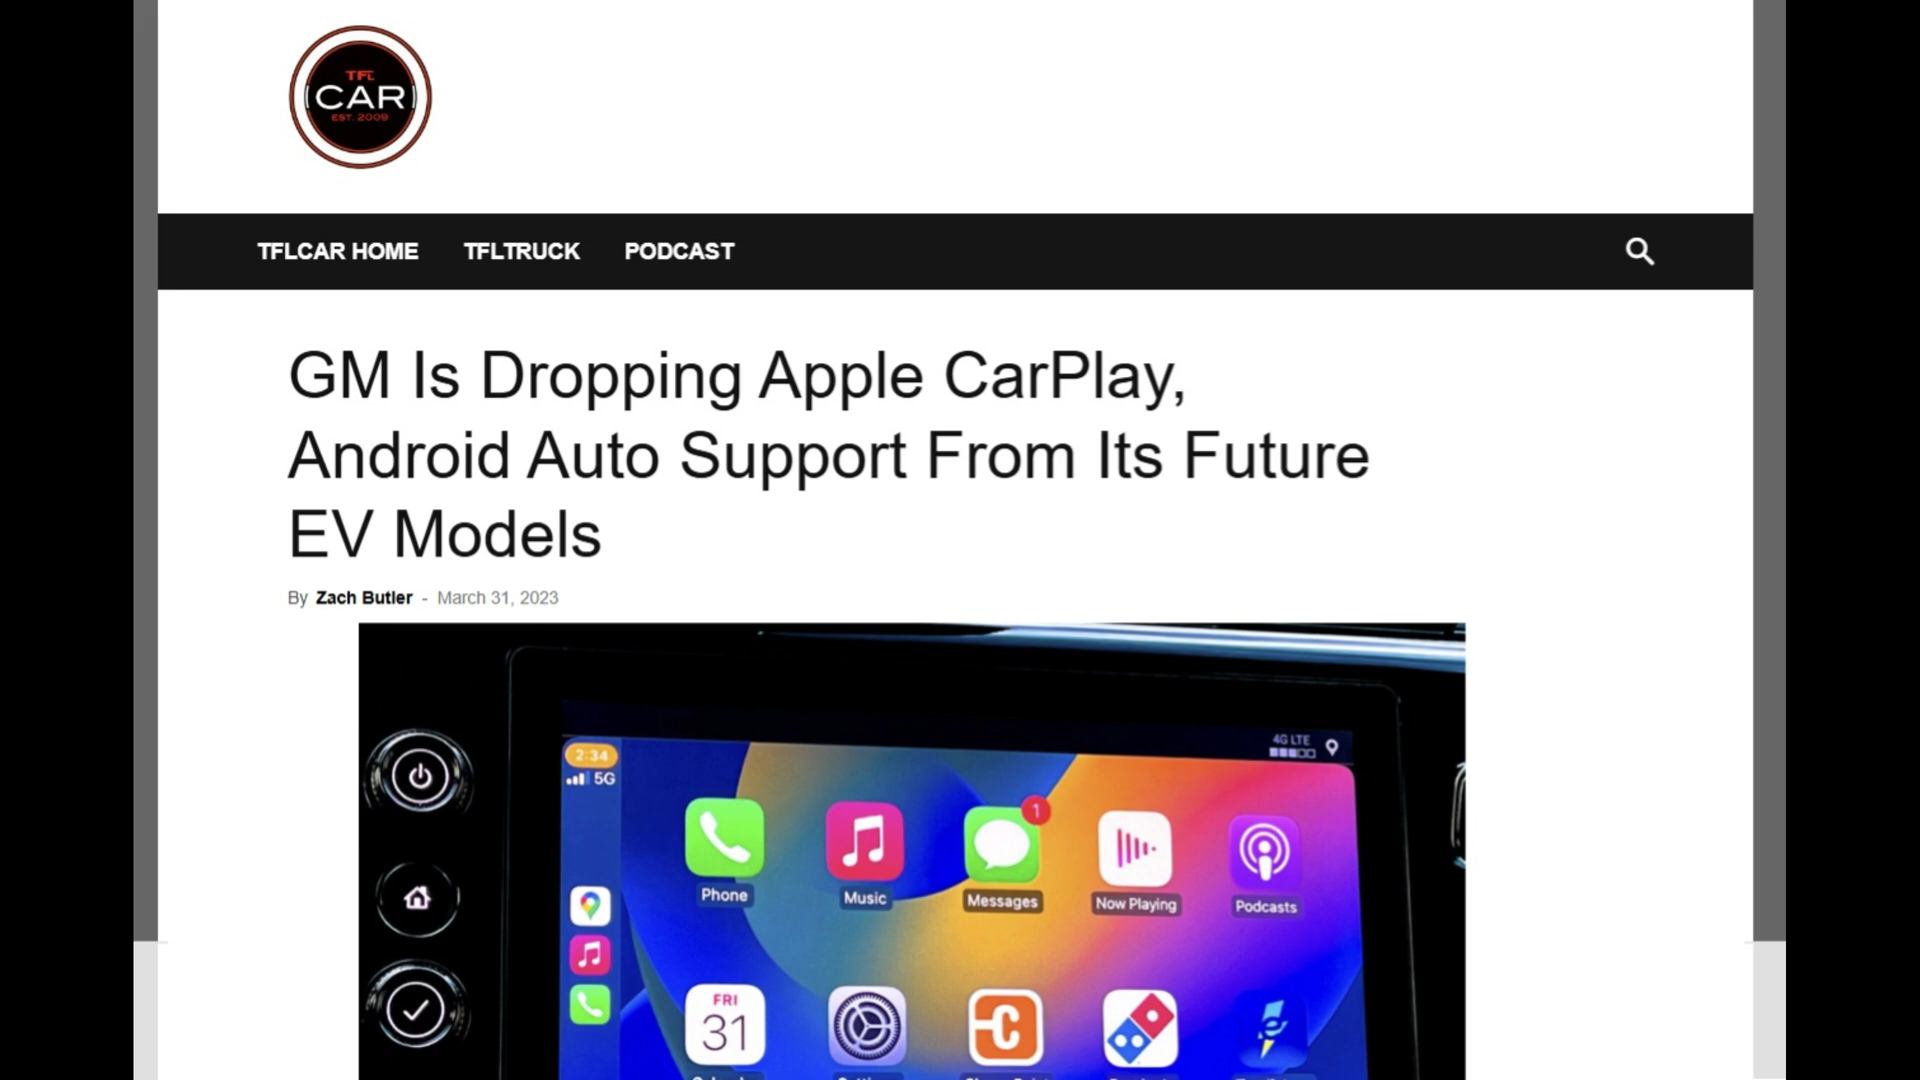 TFL
CAR
EST. 2009
TFLCAR HOME TFLTRUCK PODCAST
GM Is Dropping Apple CarPlay,
Android Auto Support From Its Future
EV Models
By Zach Butler - March 31, 2023
4G LTE
2:34
5G
1
Phone Music Messages Now Playing Podcasts
FRI
31